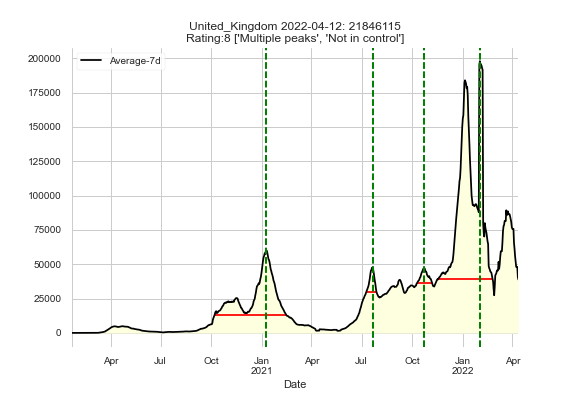 United_Kingdom 2022-04-12: 21846115
Rating:8 ['Multiple peaks', 'Not in control']
Average-7d
200000
175000
150000
125000
100000
75000
50000
25000
0
Apr Jul Oct Jan Apr Jul Oct Jan Apr
2021 2022
Date